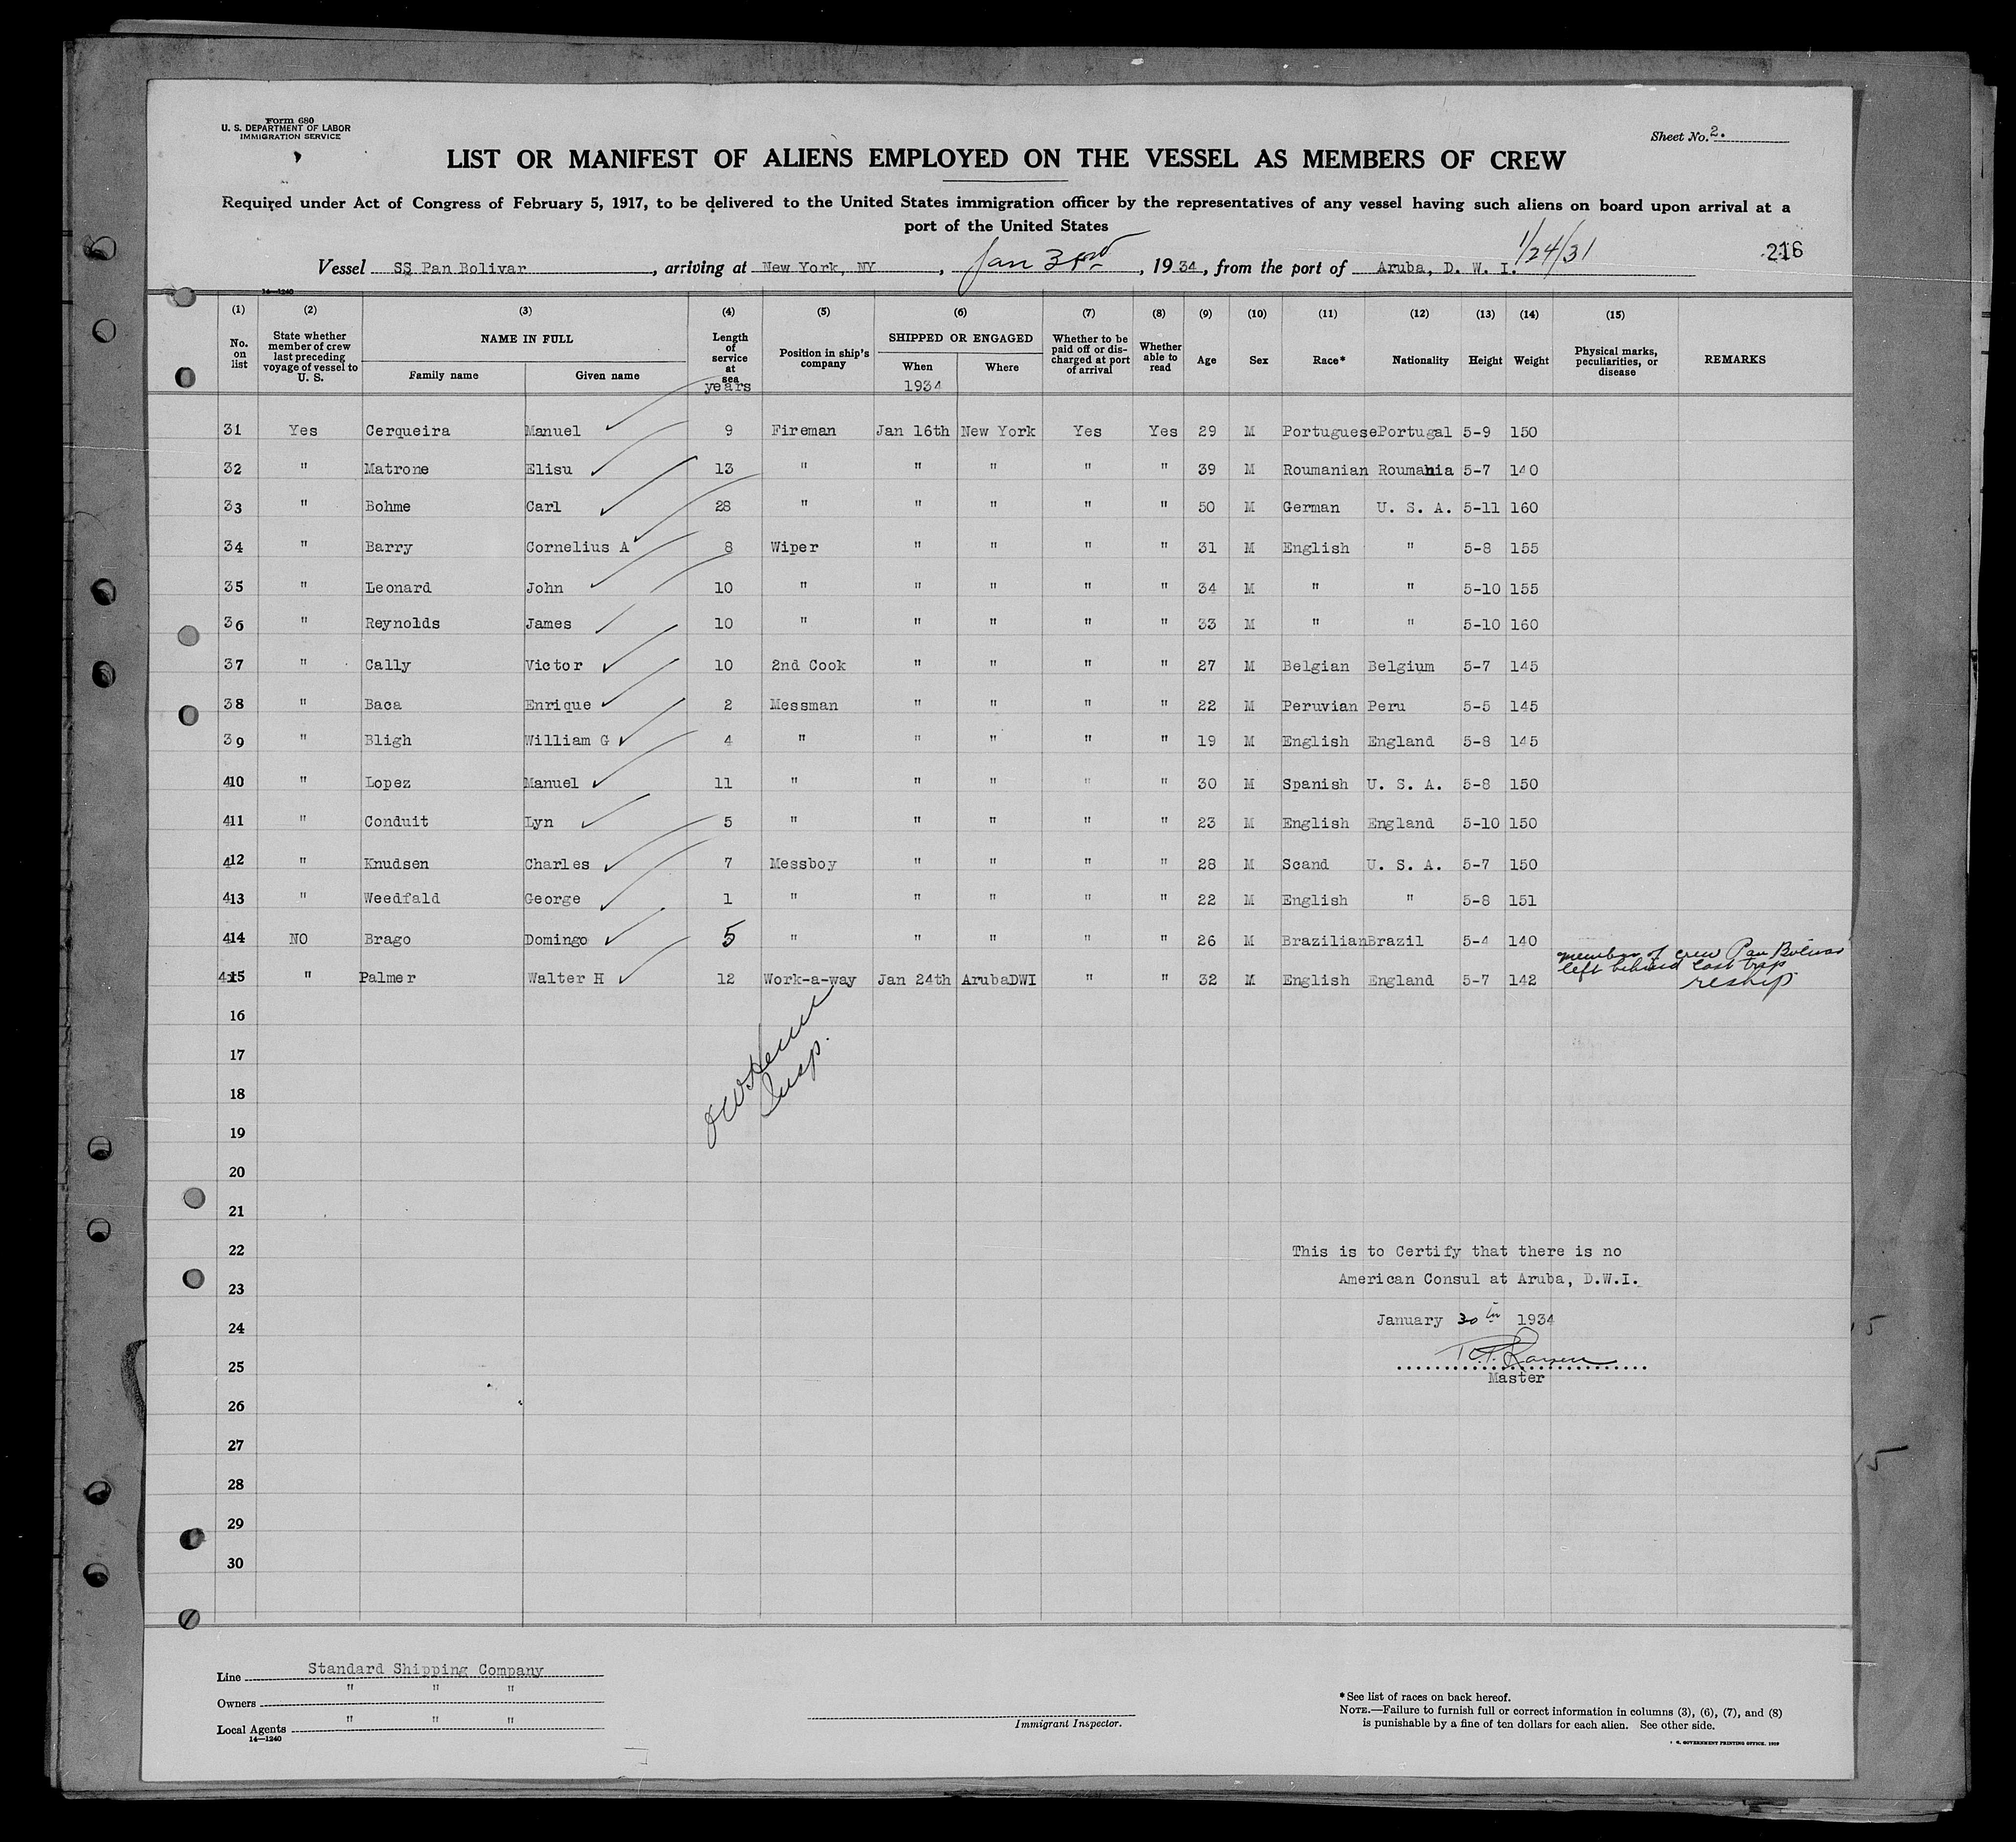 Form 680
U. S. DEPARTMENT OF LABOR
IMMIGRATION SERVICE
Sheet No. 2.
LIST OR MANIFEST OF ALIENS EMPLOYED ON THE VESSEL AS MEMBERS OF CREW
Required under Act of Congress of February 5, 1917, to be delivered to the United States immigration officer by the representatives of any vessel having such aliens on board upon arrival at a
port of the United States
1/24/31
216
Vessel SS Pan Bolivar, arriving at New York, NY, Jan 31st, 1934, from the port of Aruba, D. W. I.
14—1240
(1) (2) (3) (4) (5) (6) (7) (8) (9) (10) (11) (12) (13) (14) (15)
No. on list State whether member of crew last preceding voyage of vessel to U. S. NAME IN FULL Family name Given name Length of service at sea Position in ship's company SHIPPED OR ENGAGED When Where Whether to be paid off or discharged at port of arrival Whether able to read Age Sex Race* Nationality Height Weight Physical marks, peculiarities, or disease REMARKS
years 1934
31 Yes Cerqueira Manuel 9 Fireman Jan 16th New York Yes Yes 29 M Portuguese Portugal 5-9 150
32 " Matrone Elisu 13 " " " " " 39 M Roumanian Roumania 5-7 140
33 " Bohme Carl 28 " " " " " 50 M German U. S. A. 5-11 160
34 " Barry Cornelius A 8 Wiper " " " " 31 M English " 5-8 155
35 " Leonard John 10 " " " " " 34 M " " 5-10 155
36 " Reynolds James 10 " " " " " 33 M " " 5-10 160
37 " Cally Victor 10 2nd Cook " " " " 27 M Belgian Belgium 5-7 145
38 " Baca Enrique 2 Messman " " " " 22 M Peruvian Peru 5-5 145
39 " Bligh William G 4 " " " " " 19 M English England 5-8 145
410 " Lopez Manuel 11 " " " " " 30 M Spanish U. S. A. 5-8 150
411 " Conduit Lyn 5 " " " " " 23 M English England 5-10 150
412 " Knudsen Charles 7 Messboy " " " " 28 M Scand U. S. A. 5-7 150
413 " Weedfald George 1 " " " " " 22 M English " 5-8 151
414 NO Brago Domingo 5 " " " " " 26 M Brazilian Brazil 5-4 140
415 " Palmer Walter H 12 Work-a-way Jan 24th Aruba DWI " " 32 M English England 5-7 142 member of crew Pan Bolivar
left behind last trip
reship
16
17
Insp.
18
19
20
21
22
This is to Certify that there is no
23
American Consul at Aruba, D.W.I.
24
January 30th 1934
25
Master
26
27
28
29
30
Line Standard Shipping Company
Owners " " "
Local Agents " " "
14—1240
Immigrant Inspector.
* See list of races on back hereof.
NOTE.—Failure to furnish full or correct information in columns (3), (6), (7), and (8)
is punishable by a fine of ten dollars for each alien. See other side.
GOVERNMENT PRINTING OFFICE. 1929